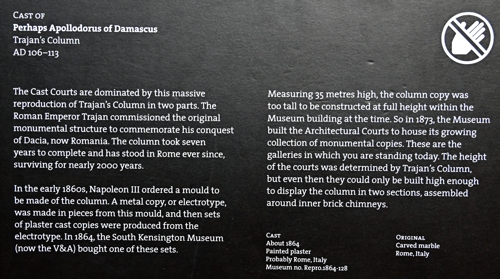 CAST OF
Perhaps Apollodorus of Damascus
Trajan's Column
AD 106–113
The Cast Courts are dominated by this massive
reproduction of Trajan's Column in two parts. The
Roman Emperor Trajan commissioned the original
monumental structure to commemorate his conquest
of Dacia, now Romania. The column took seven
years to complete and has stood in Rome ever since,
surviving for nearly 2000 years.
In the early 1860s, Napoleon III ordered a mould to
be made of the column. A metal copy, or electrotype,
was made in pieces from this mould, and then sets
of plaster cast copies were produced from the
electrotype. In 1864, the South Kensington Museum
(now the V&A) bought one of these sets.
Measuring 35 metres high, the column copy was
too tall to be constructed at full height within the
Museum building at the time. So in 1873, the Museum
built the Architectural Courts to house its growing
collection of monumental copies. These are the
galleries in which you are standing today. The height
of the courts was determined by Trajan's Column,
but even then they could only be built high enough
to display the column in two sections, assembled
around inner brick chimneys.
CAST
About 1864
Painted plaster
Probably Rome, Italy
Museum no. Repro.1864-128
ORIGINAL
Carved marble
Rome, Italy